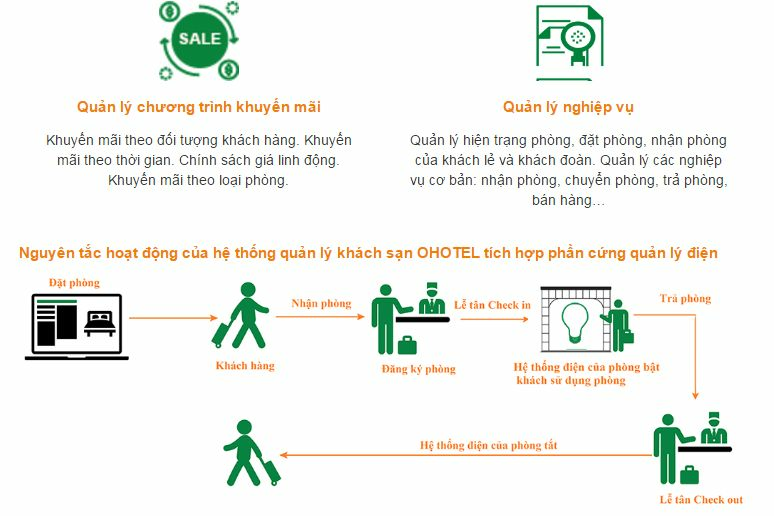 SALE
Quản lý chương trình khuyến mãi
Khuyến mãi theo đối tượng khách hàng. Khuyến
mãi theo thời gian. Chính sách giá linh động.
Khuyến mãi theo loại phòng.
Quản lý nghiệp vụ
Quản lý hiện trạng phòng, đặt phòng, nhận phòng
của khách lẻ và khách đoàn. Quản lý các nghiệp
vụ cơ bản: nhận phòng, chuyển phòng, trả phòng,
bán hàng…
Nguyên tắc hoạt động của hệ thống quản lý khách sạn OHOTEL tích hợp phần cứng quản lý điện
Đặt phòng
Khách hàng
Nhận phòng
Đăng ký phòng
Lễ tân Check in
Hệ thống điện của phòng bật
khách sử dụng phòng
Trả phòng
Lễ tân Check out
Hệ thống điện của phòng tắt